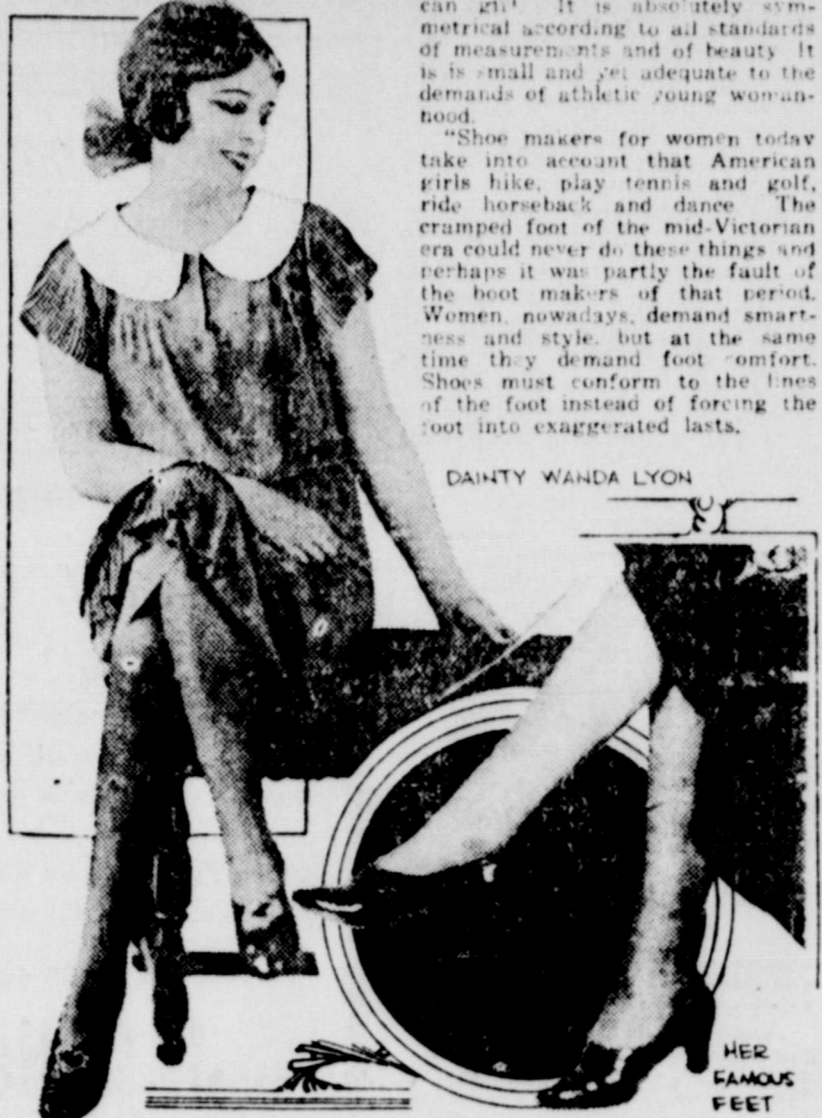 can girl. It is absolutely sym-
metrical according to all standards
of measurements and of beauty It
is is small and yet adequate to the
demands of athletic young woman-
hood.
"Shoe makers for women today
take into account that American
girls hike, play tennis and golf,
ride horseback and dance The
cramped foot of the mid-Victorian
era could never do these things and
perhaps it was partly the fault of
the boot makers of that period.
Women, nowadays, demand smart-
ness and style, but at the same
time they demand foot comfort.
Shoes must conform to the lines
of the foot instead of forcing the
foot into exaggerated lasts.
DAINTY WANDA LYON
HER
FAMOUS
FEET